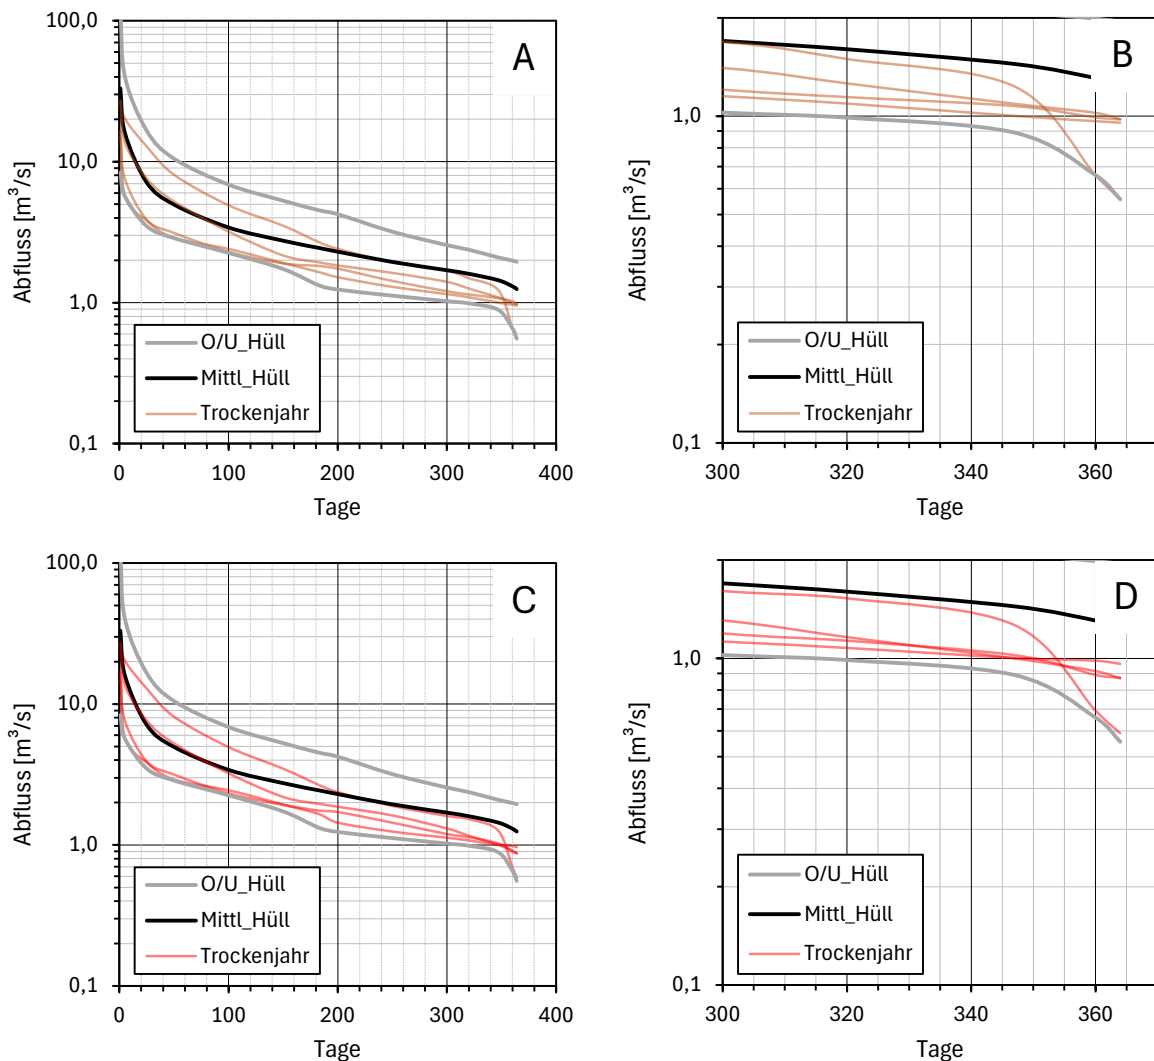 A
Abfluss [m³/s]
100,0
10,0
1,0
0,1
O/U_Hüll
Mittl_Hüll
Trockenjahr
0 100 200 300 400
Tage
B
Abfluss [m³/s]
1,0
0,1
O/U_Hüll
Mittl_Hüll
Trockenjahr
300 320 340 360
Tage
C
Abfluss [m³/s]
100,0
10,0
1,0
0,1
O/U_Hüll
Mittl_Hüll
Trockenjahr
0 100 200 300 400
Tage
D
Abfluss [m³/s]
1,0
0,1
O/U_Hüll
Mittl_Hüll
Trockenjahr
300 320 340 360
Tage